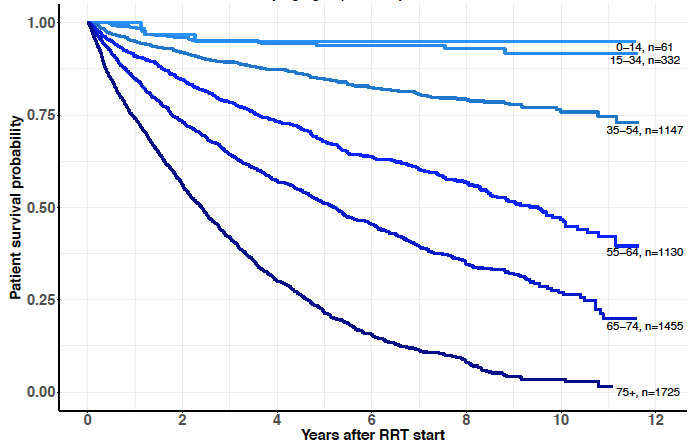 1.00
0.75
0.50
0.25
0.00
Patient survival probability
0–14, n=61
15–34, n=332
35–54, n=1147
55–64, n=1130
65–74, n=1455
75+, n=1725
0 2 4 6 8 10 12
Years after RRT start